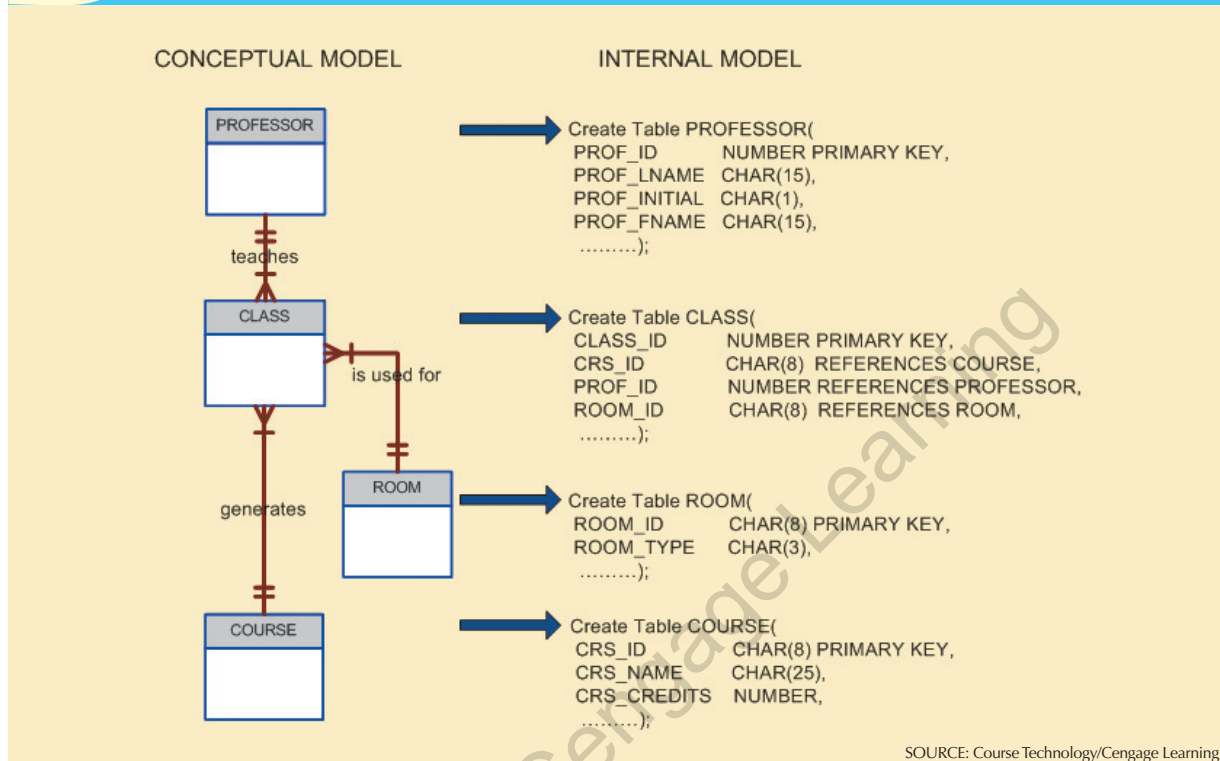 CONCEPTUAL MODEL
INTERNAL MODEL
PROFESSOR
teaches
CLASS
is used for
ROOM
generates
COURSE
Create Table PROFESSOR(
PROF_ID NUMBER PRIMARY KEY,
PROF_LNAME CHAR(15),
PROF_INITIAL CHAR(1),
PROF_FNAME CHAR(15),
.........);
Create Table CLASS(
CLASS_ID NUMBER PRIMARY KEY,
CRS_ID CHAR(8) REFERENCES COURSE,
PROF_ID NUMBER REFERENCES PROFESSOR,
ROOM_ID CHAR(8) REFERENCES ROOM,
.........);
Create Table ROOM(
ROOM_ID CHAR(8) PRIMARY KEY,
ROOM_TYPE CHAR(3),
.........);
Create Table COURSE(
CRS_ID CHAR(8) PRIMARY KEY,
CRS_NAME CHAR(25),
CRS_CREDITS NUMBER,
.........);
Cengage Learning
SOURCE: Course Technology/Cengage Learning